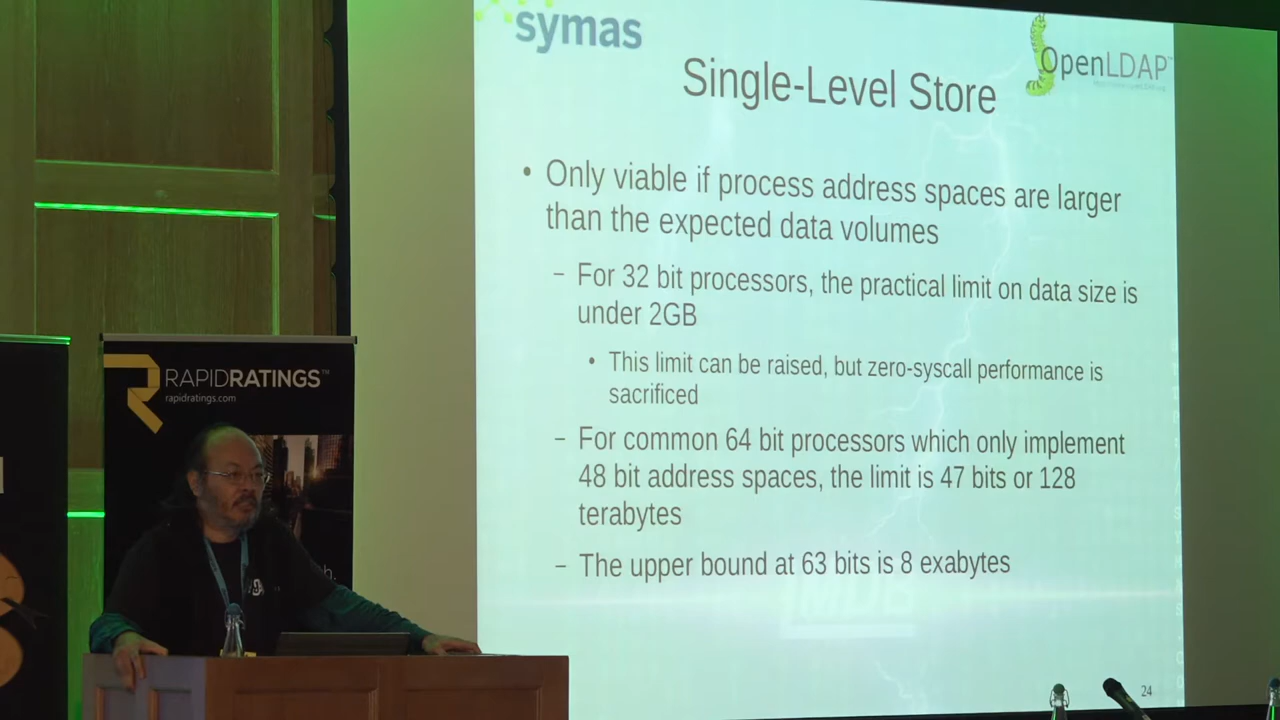 symas
OpenLDAP
Single-Level Store
• Only viable if process address spaces are larger
than the expected data volumes
– For 32 bit processors, the practical limit on data size is
under 2GB
• This limit can be raised, but zero-syscall performance is
sacrificed
– For common 64 bit processors which only implement
48 bit address spaces, the limit is 47 bits or 128
terabytes
– The upper bound at 63 bits is 8 exabytes
24
RAPIDRATINGS™
rapidratings.com